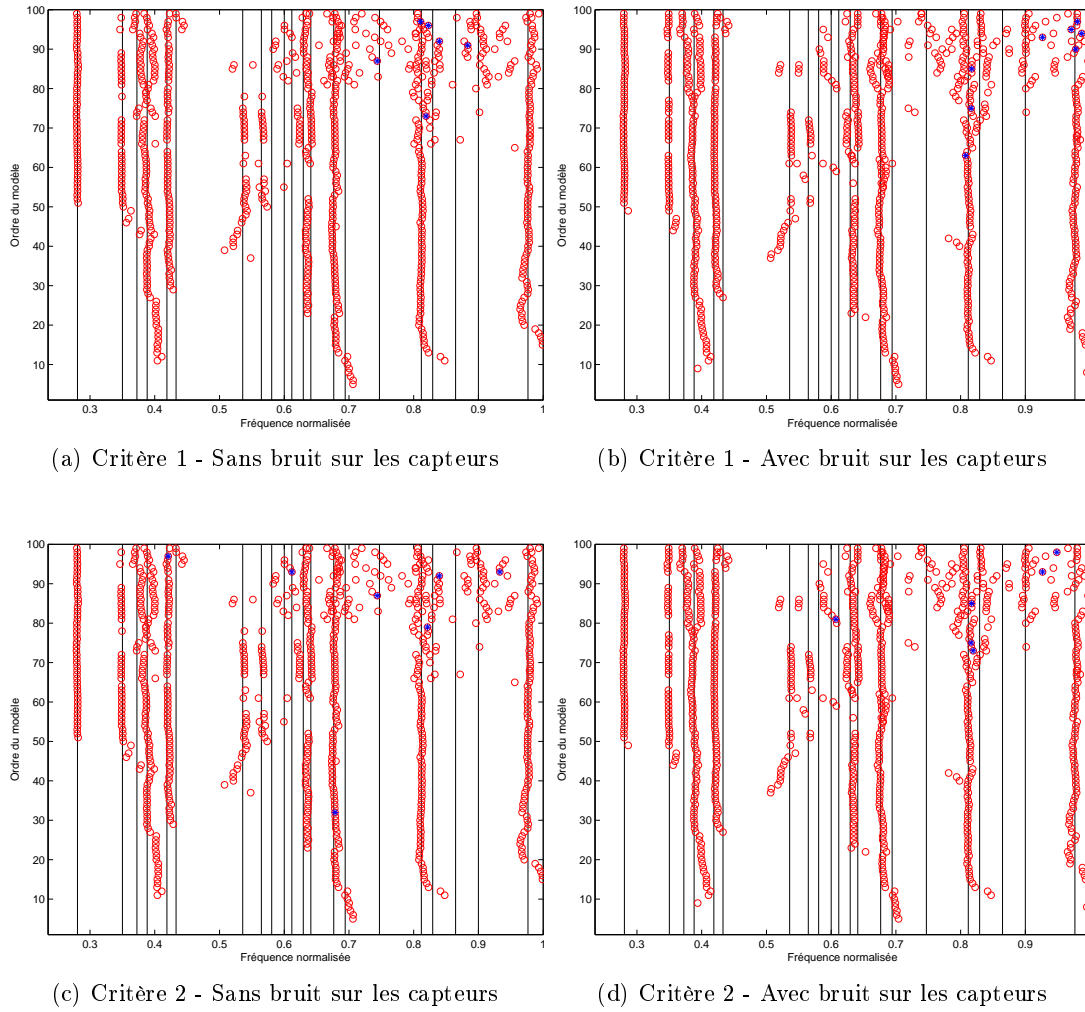 100
90
80
70
60
50
40
30
20
10
Ordre du modèle
0.3 0.4 0.5 0.6 0.7 0.8 0.9 1
Fréquence normalisée
(a) Critère 1 - Sans bruit sur les capteurs
100
90
80
70
60
50
40
30
20
10
Ordre du modèle
0.3 0.4 0.5 0.6 0.7 0.8 0.9
Fréquence normalisée
(b) Critère 1 - Avec bruit sur les capteurs
100
90
80
70
60
50
40
30
20
10
Ordre du modèle
0.3 0.4 0.5 0.6 0.7 0.8 0.9 1
Fréquence normalisée
(c) Critère 2 - Sans bruit sur les capteurs
100
90
80
70
60
50
40
30
20
10
Ordre du modèle
0.3 0.4 0.5 0.6 0.7 0.8 0.9
Fréquence normalisée
(d) Critère 2 - Avec bruit sur les capteurs